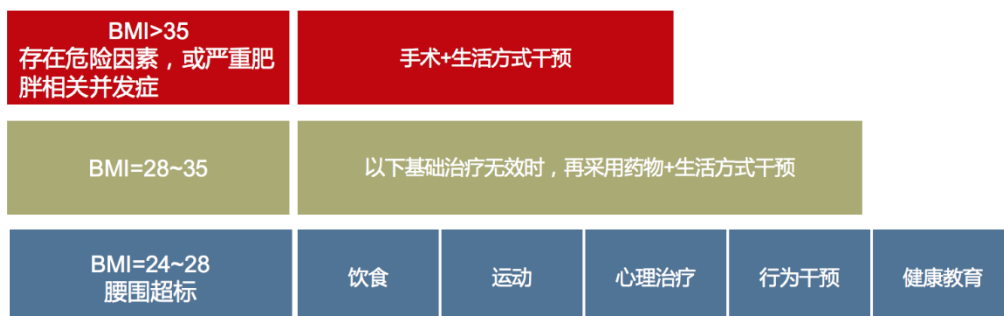 BMI>35
存在危险因素，或严重肥
胖相关并发症
手术+生活方式干预
BMI=28~35
以下基础治疗无效时，再采用药物+生活方式干预
BMI=24~28
腰围超标
饮食
运动
心理治疗
行为干预
健康教育